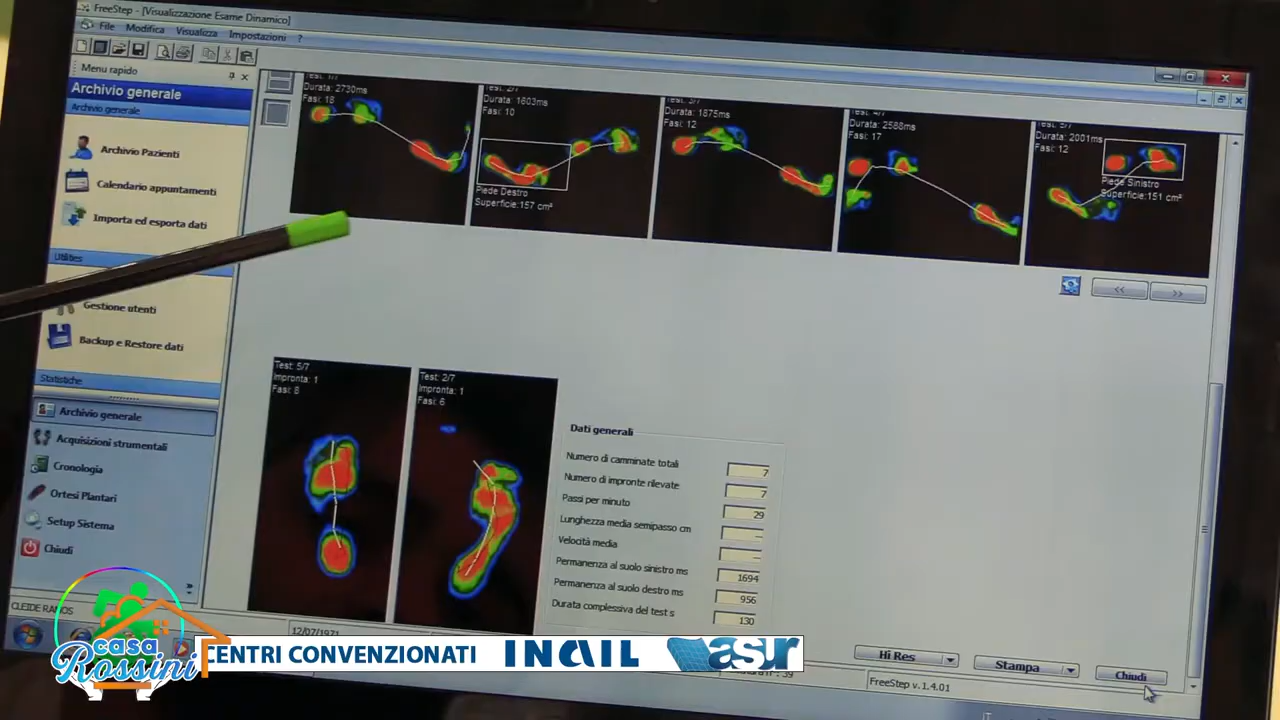 FreeStep - [Visualizzazione Esame Dinamico]
File Modifica Visualizza Impostazioni ?
Menu rapido
Archivio generale
Archivio generale
Archivio Pazienti
Calendario appuntamenti
Importa ed esporta dati
Utilities
Gestione utenti
Backup e Restore dati
Statistiche
Archivio generale
Acquisizioni strumentali
Cronologia
Ortesi Plantari
Setup Sistema
Chiudi
Durata: 2730ms
Fasi: 18
Durata: 1803ms
Fasi: 10
Piede Destro
Superficie:157 cm²
Durata: 1875ms
Fasi: 12
Durata: 2588ms
Fasi: 17
Durata: 2001ms
Fasi: 12
Piede Sinistro
Superficie:151 cm²
<< >>
Test: 5/7
Impronta: 1
Fasi: 8
Test: 2/7
Impronta: 1
Fasi: 6
Dati generali
Numero di camminate totali 7
Numero di impronte rilevate 7
Passi per minuto 29
Lunghezza media semipasso cm
Velocità media
Permanenza al suolo sinistro ms 1694
Permanenza al suolo destro ms 956
Durata complessiva del test s 130
Hi Res Stampa Chiudi
12/07/1971
FreeStep v.1.4.01
casa
Rossini
CENTRI CONVENZIONATI INAIL asur